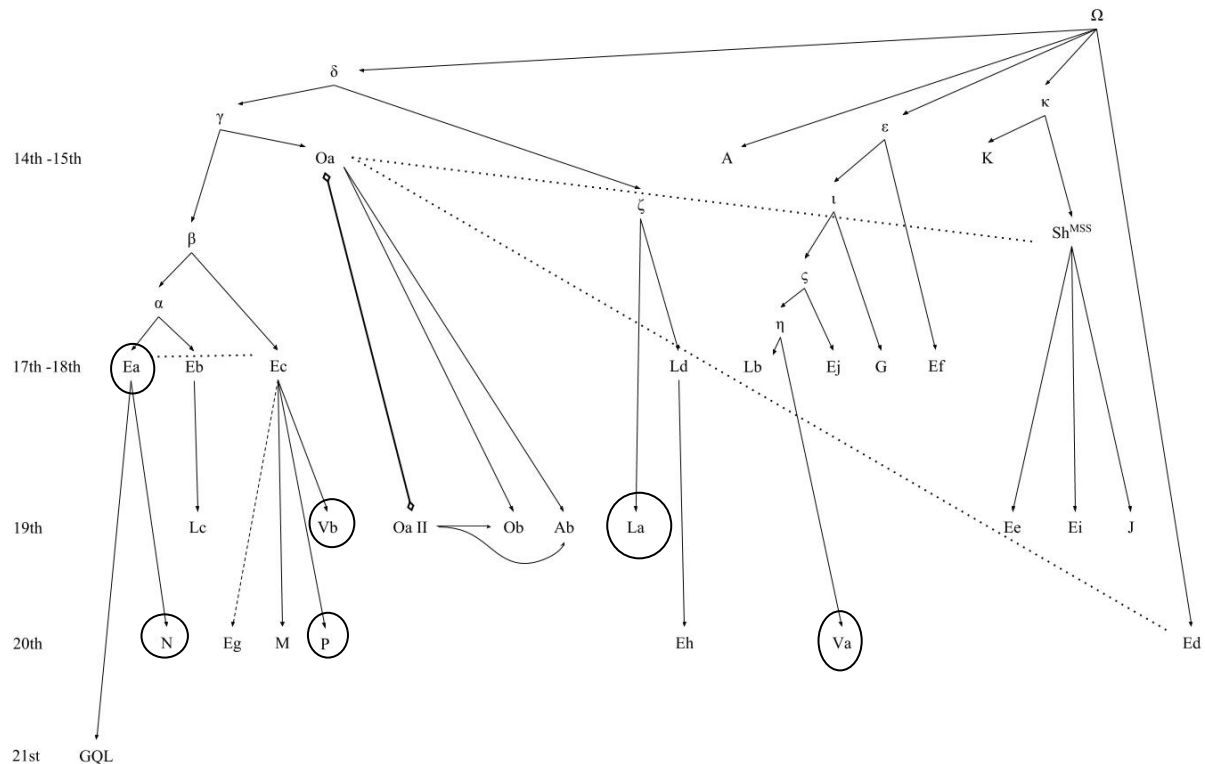 Ω
δ
κ
γ
ε
14th -15th Oa A K
ζ ι
Sh^MSS
β
ς
α
η
17th -18th Ea Eb Ec Ld Lb Ej G Ef
19th Lc Vb Oa II Ob Ab La Ee Ei J
20th N Eg M P Eh Va Ed
21st GQL